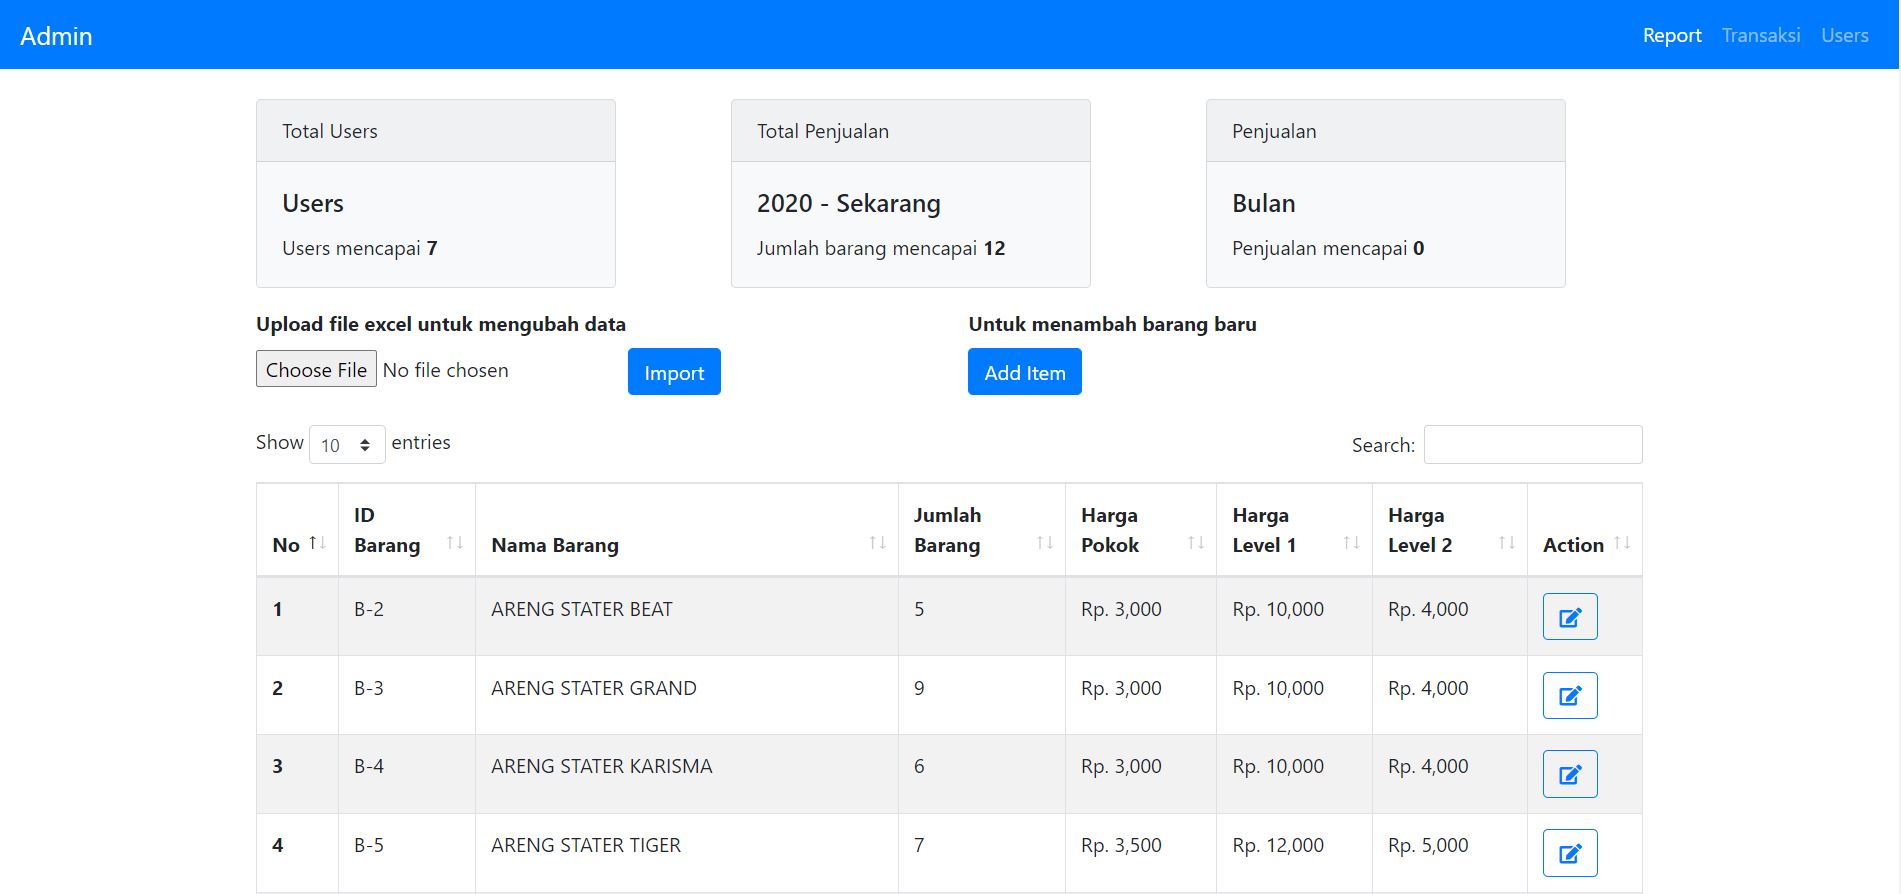 Admin
Report Transaksi Users
Total Users
Users
Users mencapai 7
Total Penjualan
2020 - Sekarang
Jumlah barang mencapai 12
Penjualan
Bulan
Penjualan mencapai 0
Upload file excel untuk mengubah data
Choose File No file chosen Import
Untuk menambah barang baru
Add Item
Show 10 entries
Search:
No ID Barang Nama Barang Jumlah Barang Harga Pokok Harga Level 1 Harga Level 2 Action
1 B-2 ARENG STATER BEAT 5 Rp. 3,000 Rp. 10,000 Rp. 4,000
2 B-3 ARENG STATER GRAND 9 Rp. 3,000 Rp. 10,000 Rp. 4,000
3 B-4 ARENG STATER KARISMA 6 Rp. 3,000 Rp. 10,000 Rp. 4,000
4 B-5 ARENG STATER TIGER 7 Rp. 3,500 Rp. 12,000 Rp. 5,000